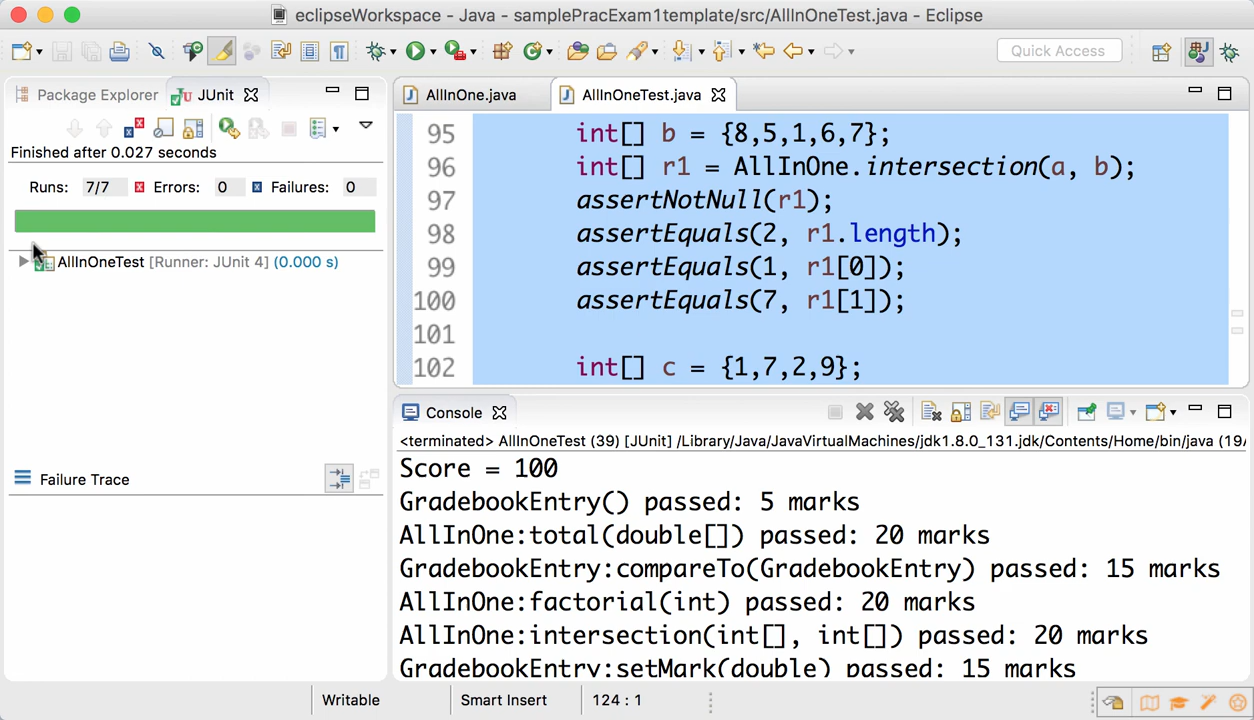 eclipseWorkspace - Java - samplePracExam1template/src/AllInOneTest.java - Eclipse
Quick Access
Package Explorer
JUnit
AllInOne.java
AllInOneTest.java
Finished after 0.027 seconds
Runs: 7/7 Errors: 0 Failures: 0
AllInOneTest [Runner: JUnit 4] (0.000 s)
Failure Trace
95 int[] b = {8,5,1,6,7};
96 int[] r1 = AllInOne.intersection(a, b);
97 assertNotNull(r1);
98 assertEquals(2, r1.length);
99 assertEquals(1, r1[0]);
100 assertEquals(7, r1[1]);
101
102 int[] c = {1,7,2,9};
Console
<terminated> AllInOneTest (39) [JUnit] /Library/Java/JavaVirtualMachines/jdk1.8.0_131.jdk/Contents/Home/bin/java (19/
Score = 100
GradebookEntry() passed: 5 marks
AllInOne:total(double[]) passed: 20 marks
GradebookEntry:compareTo(GradebookEntry) passed: 15 marks
AllInOne:factorial(int) passed: 20 marks
AllInOne:intersection(int[], int[]) passed: 20 marks
GradebookEntry:setMark(double) passed: 15 marks
Writable
Smart Insert
124 : 1